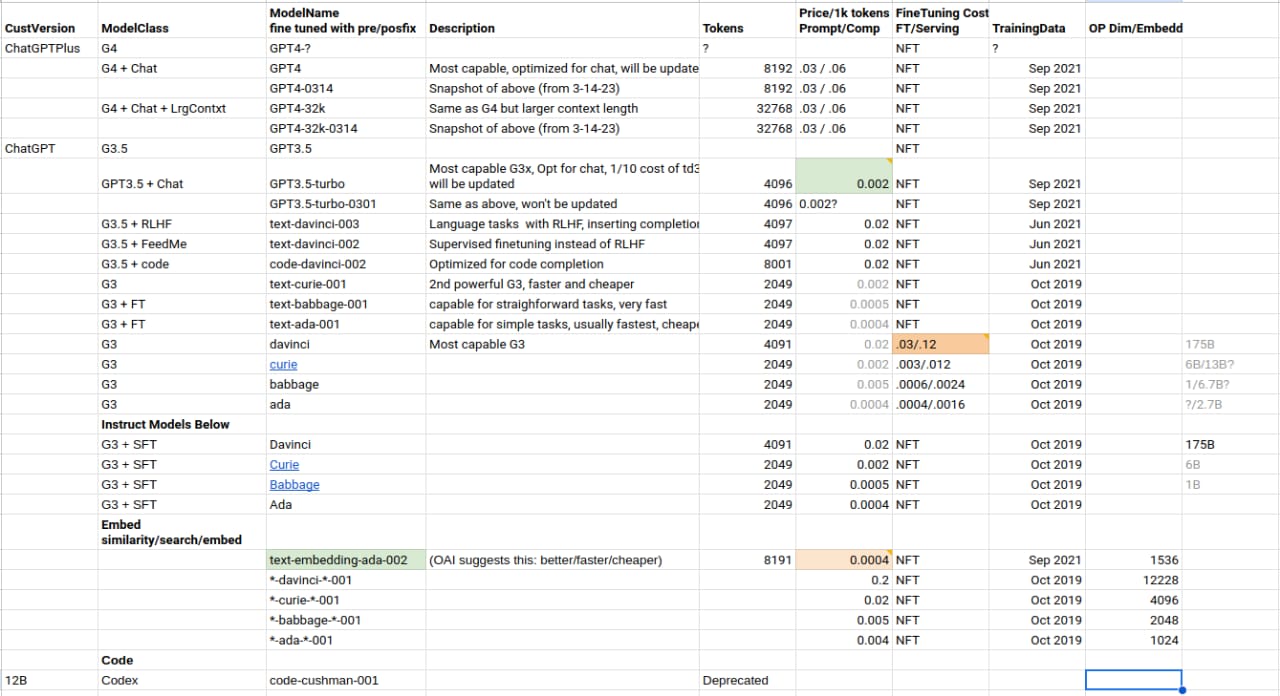 ModelName Price/1k tokens FineTuning Cost
CustVersion ModelClass fine tuned with pre/posfix Description Tokens Prompt/Comp FT/Serving TrainingData OP Dim/Embedd
ChatGPTPlus G4 GPT4-? ? NFT ?
G4 + Chat GPT4 Most capable, optimized for chat, will be update 8192 .03 / .06 NFT Sep 2021
GPT4-0314 Snapshot of above (from 3-14-23) 8192 .03 / .06 NFT Sep 2021
G4 + Chat + LrgContxt GPT4-32k Same as G4 but larger context length 32768 .03 / .06 NFT Sep 2021
GPT4-32k-0314 Snapshot of above (from 3-14-23) 32768 .03 / .06 NFT Sep 2021
ChatGPT G3.5 GPT3.5 NFT
Most capable G3x, Opt for chat, 1/10 cost of td3
GPT3.5 + Chat GPT3.5-turbo will be updated 4096 0.002 NFT Sep 2021
GPT3.5-turbo-0301 Same as above, won't be updated 4096 0.002? NFT Sep 2021
G3.5 + RLHF text-davinci-003 Language tasks with RLHF, inserting completion 4097 0.02 NFT Jun 2021
G3.5 + FeedMe text-davinci-002 Supervised finetuning instead of RLHF 4097 0.02 NFT Jun 2021
G3.5 + code code-davinci-002 Optimized for code completion 8001 0.02 NFT Jun 2021
G3 text-curie-001 2nd powerful G3, faster and cheaper 2049 0.002 NFT Oct 2019
G3 + FT text-babbage-001 capable for straighforward tasks, very fast 2049 0.0005 NFT Oct 2019
G3 + FT text-ada-001 capable for simple tasks, usually fastest, cheape 2049 0.0004 NFT Oct 2019
G3 davinci Most capable G3 4091 0.02 .03/.12 Oct 2019 175B
G3 curie 2049 0.002 .003/.012 Oct 2019 6B/13B?
G3 babbage 2049 0.005 .0006/.0024 Oct 2019 1/6.7B?
G3 ada 2049 0.0004 .0004/.0016 Oct 2019 ?/2.7B
Instruct Models Below
G3 + SFT Davinci 4091 0.02 NFT Oct 2019 175B
G3 + SFT Curie 2049 0.002 NFT Oct 2019 6B
G3 + SFT Babbage 2049 0.0005 NFT Oct 2019 1B
G3 + SFT Ada 2049 0.0004 NFT Oct 2019
Embed
similarity/search/embed
text-embedding-ada-002 (OAI suggests this: better/faster/cheaper) 8191 0.0004 NFT Sep 2021 1536
*-davinci-*-001 0.2 NFT Oct 2019 12228
*-curie-*-001 0.02 NFT Oct 2019 4096
*-babbage-*-001 0.005 NFT Oct 2019 2048
*-ada-*-001 0.004 NFT Oct 2019 1024
Code
12B Codex code-cushman-001 Deprecated